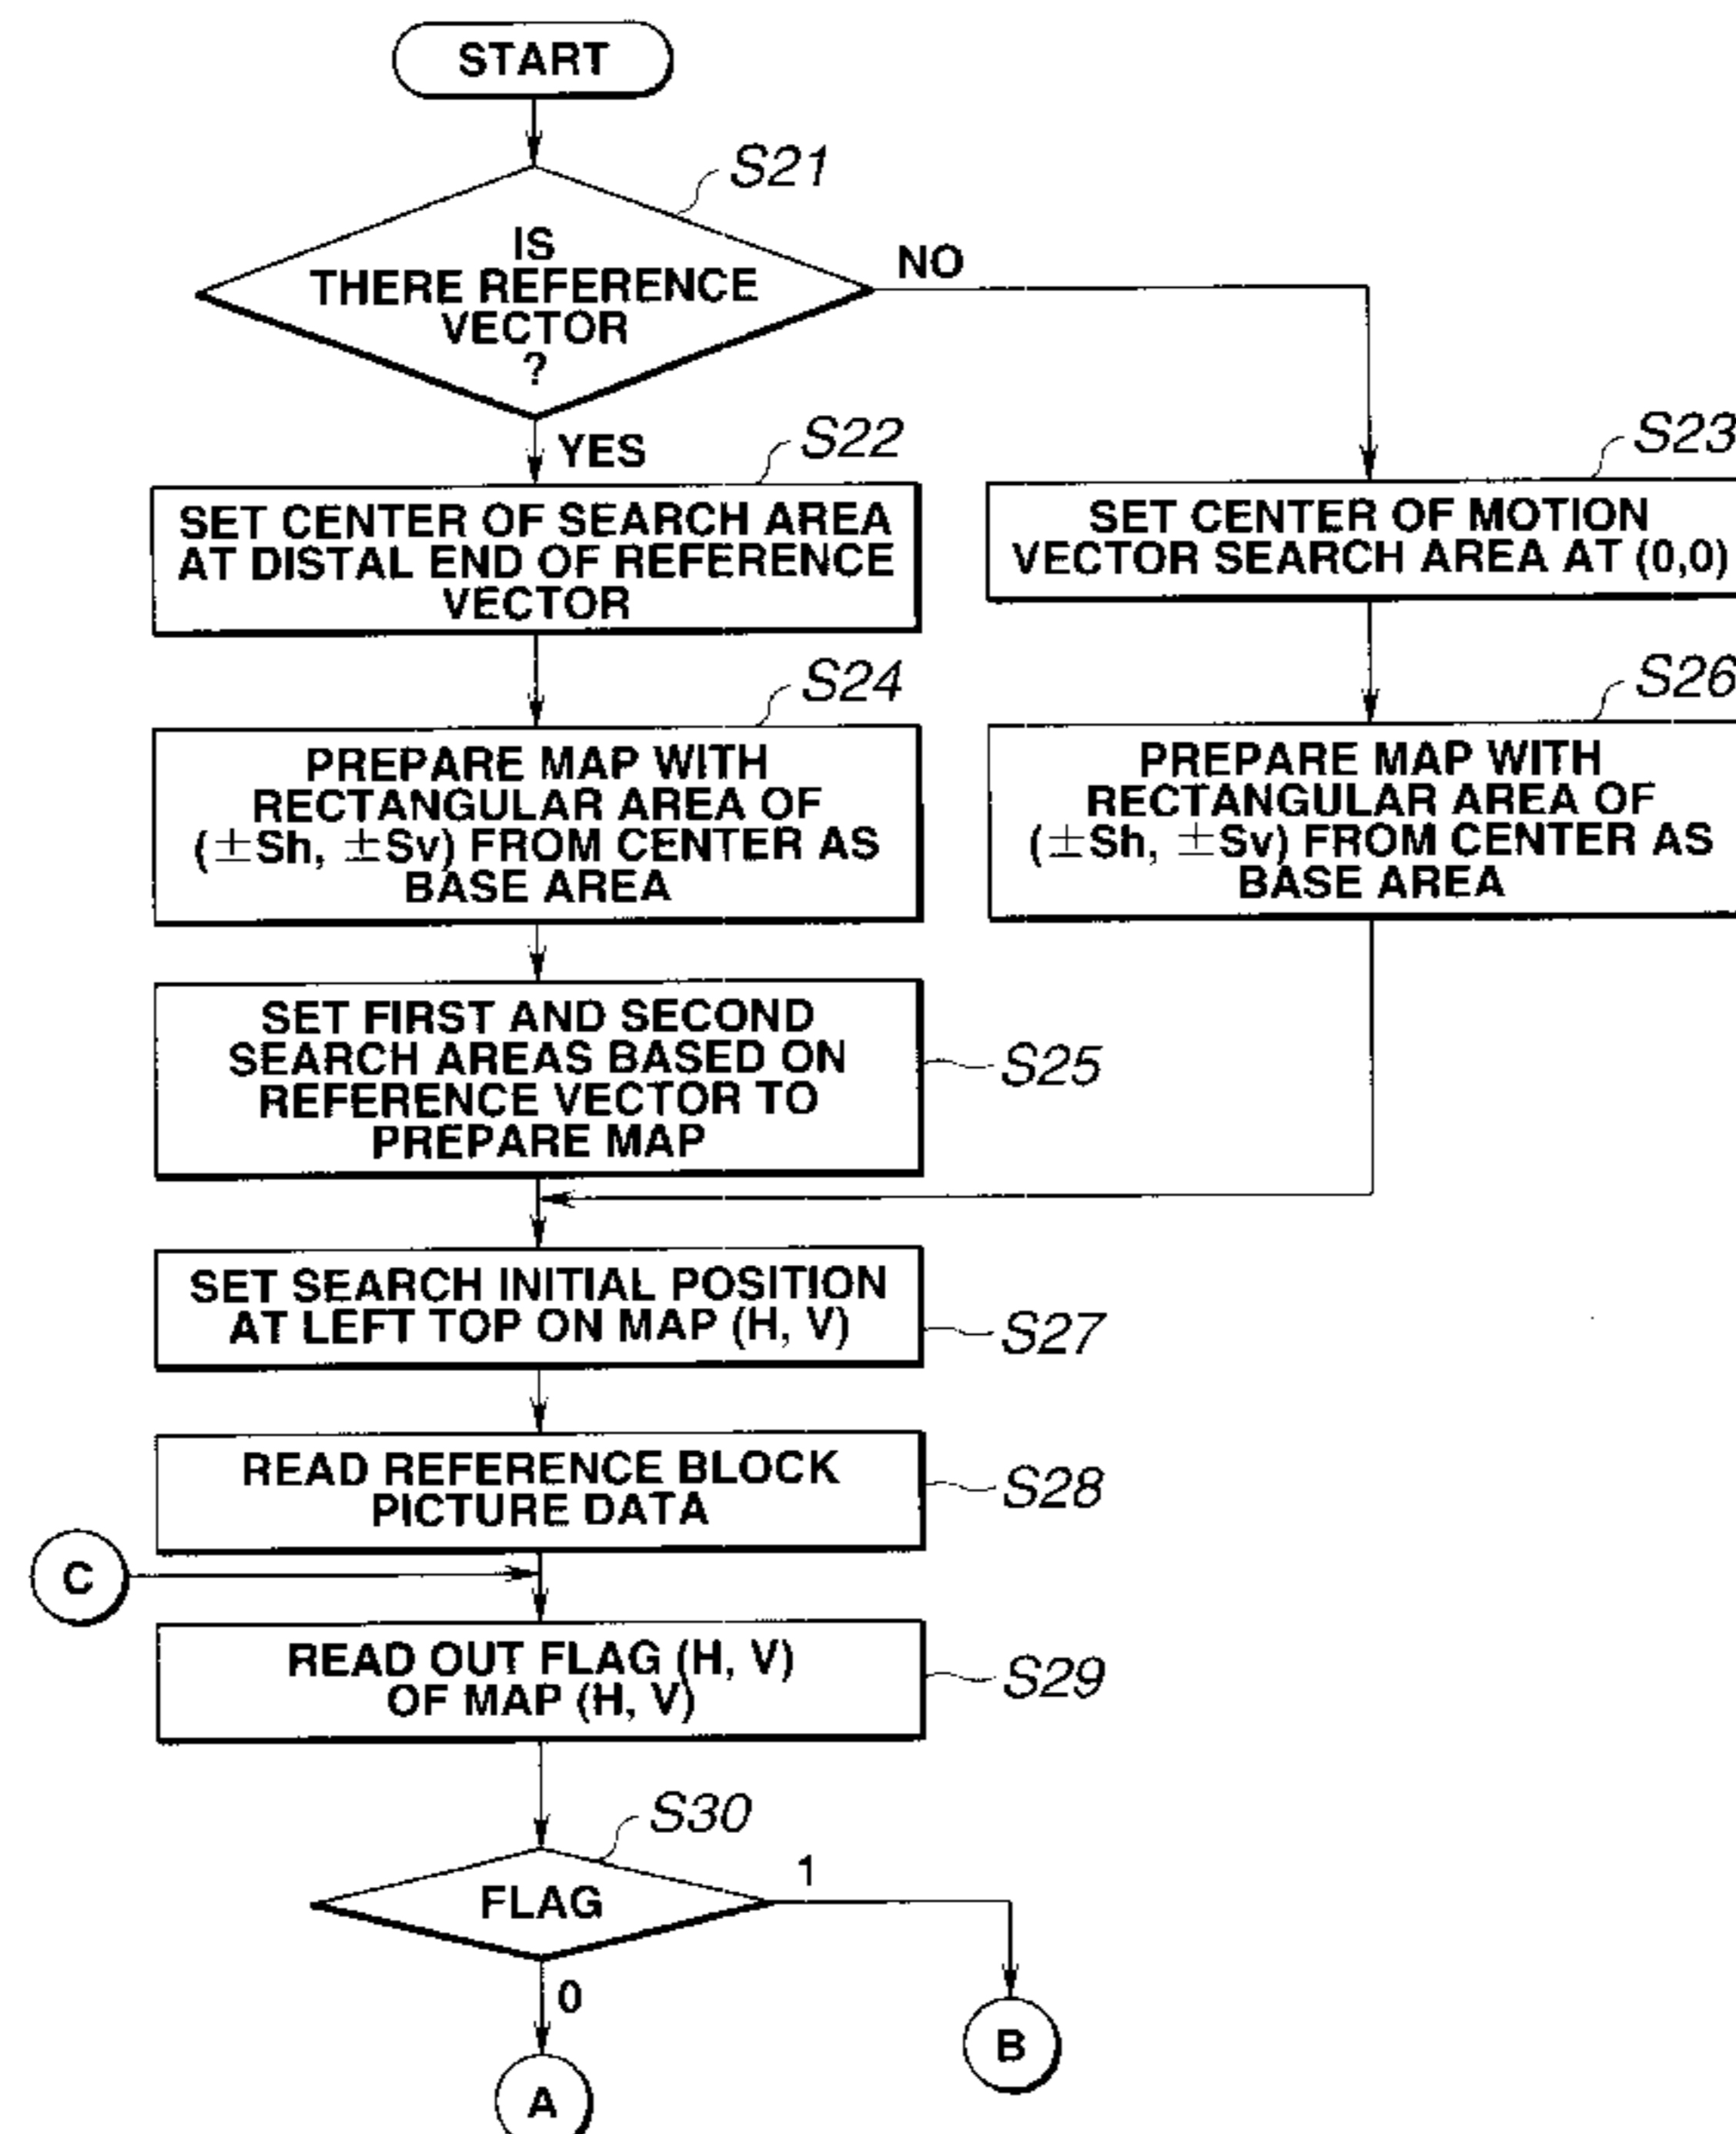 START
S21
IS
THERE REFERENCE
VECTOR
?
NO
YES
S22
SET CENTER OF SEARCH AREA
AT DISTAL END OF REFERENCE
VECTOR
S23
SET CENTER OF MOTION
VECTOR SEARCH AREA AT (0,0)
S24
PREPARE MAP WITH
RECTANGULAR AREA OF
(±Sh, ±Sv) FROM CENTER AS
BASE AREA
S26
PREPARE MAP WITH
RECTANGULAR AREA OF
(±Sh, ±Sv) FROM CENTER AS
BASE AREA
SET FIRST AND SECOND
SEARCH AREAS BASED ON
REFERENCE VECTOR TO
PREPARE MAP
S25
SET SEARCH INITIAL POSITION
AT LEFT TOP ON MAP (H, V)
S27
READ REFERENCE BLOCK
PICTURE DATA
S28
C
READ OUT FLAG (H, V)
OF MAP (H, V)
S29
S30
FLAG
1
0
B
A